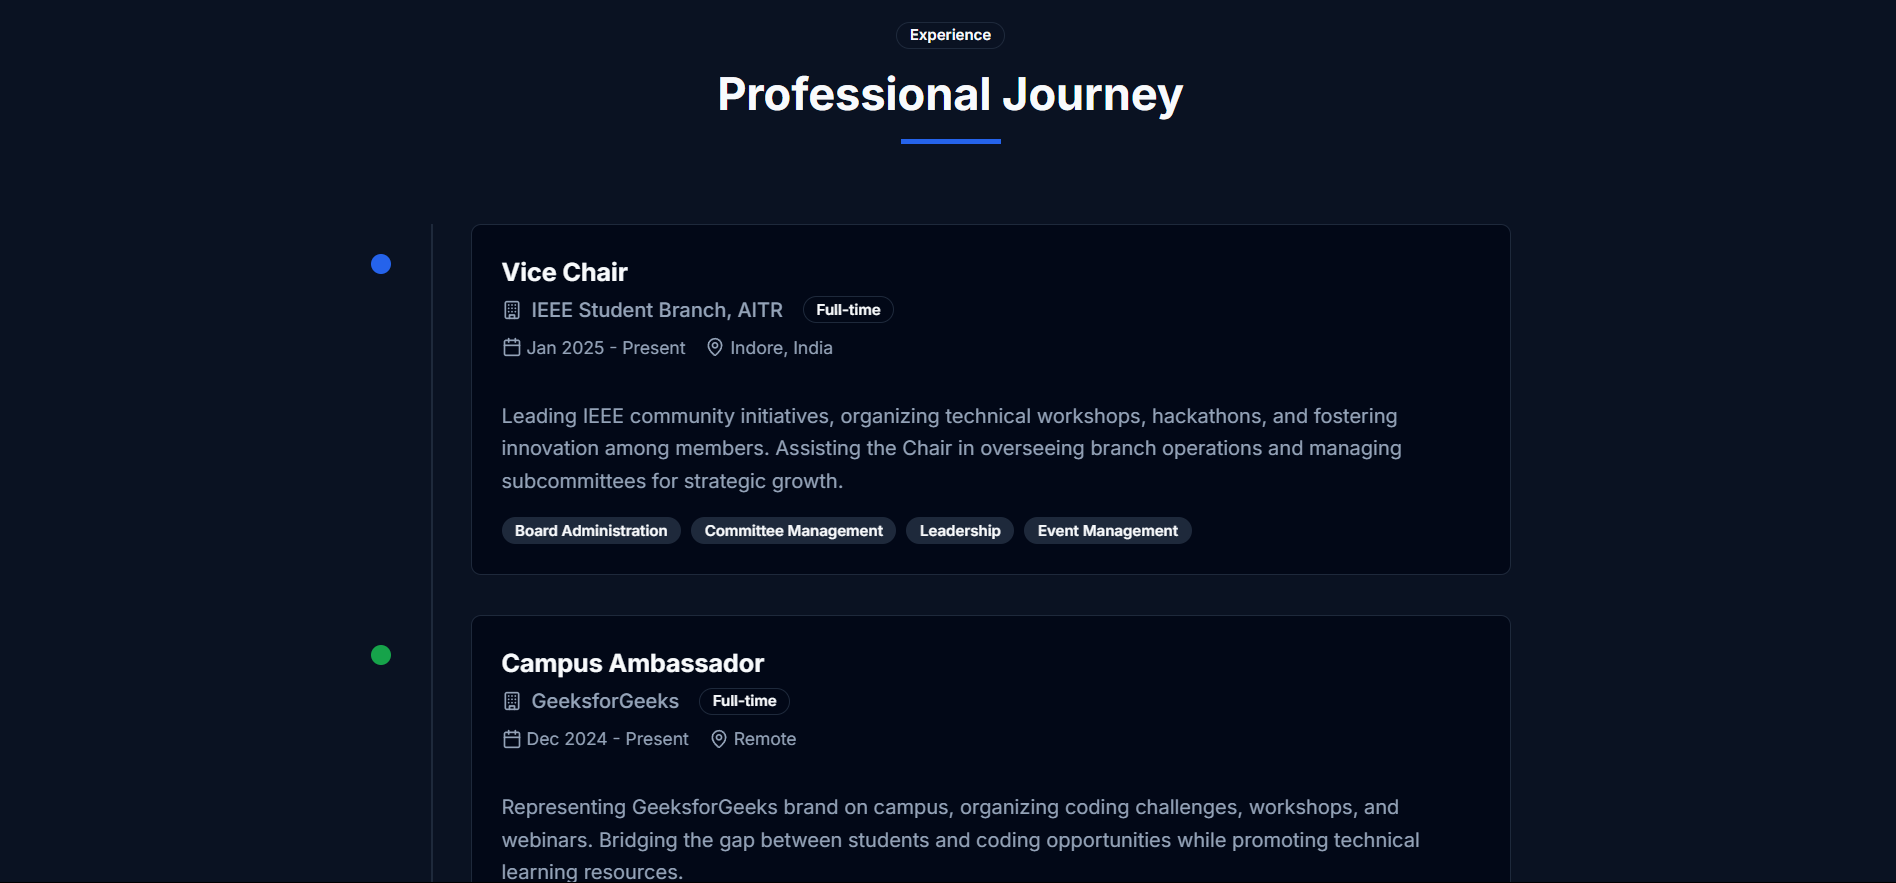 Experience
Professional Journey
Vice Chair
IEEE Student Branch, AITR Full-time
Jan 2025 - Present Indore, India
Leading IEEE community initiatives, organizing technical workshops, hackathons, and fostering
innovation among members. Assisting the Chair in overseeing branch operations and managing
subcommittees for strategic growth.
Board Administration Committee Management Leadership Event Management
Campus Ambassador
GeeksforGeeks Full-time
Dec 2024 - Present Remote
Representing GeeksforGeeks brand on campus, organizing coding challenges, workshops, and
webinars. Bridging the gap between students and coding opportunities while promoting technical
learning resources.